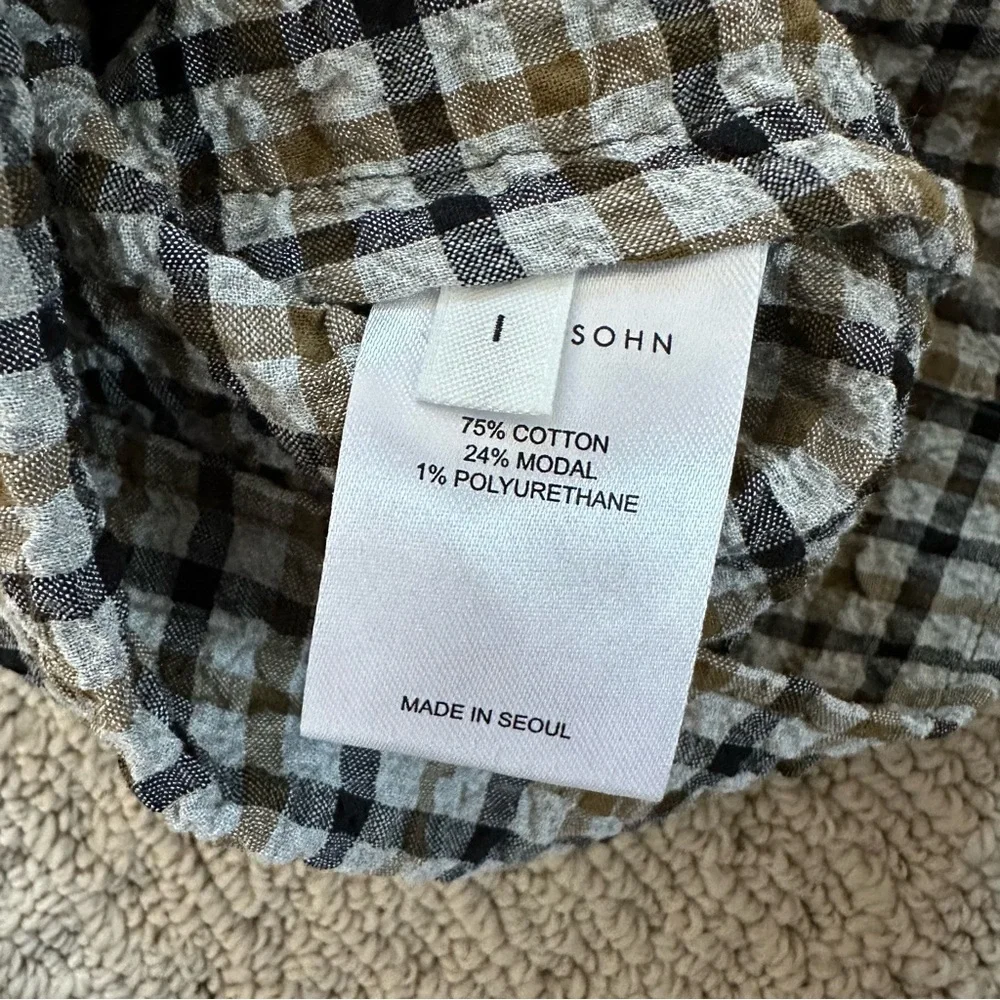 I
SOHN
75% COTTON
24% MODAL
1% POLYURETHANE
MADE IN SEOUL